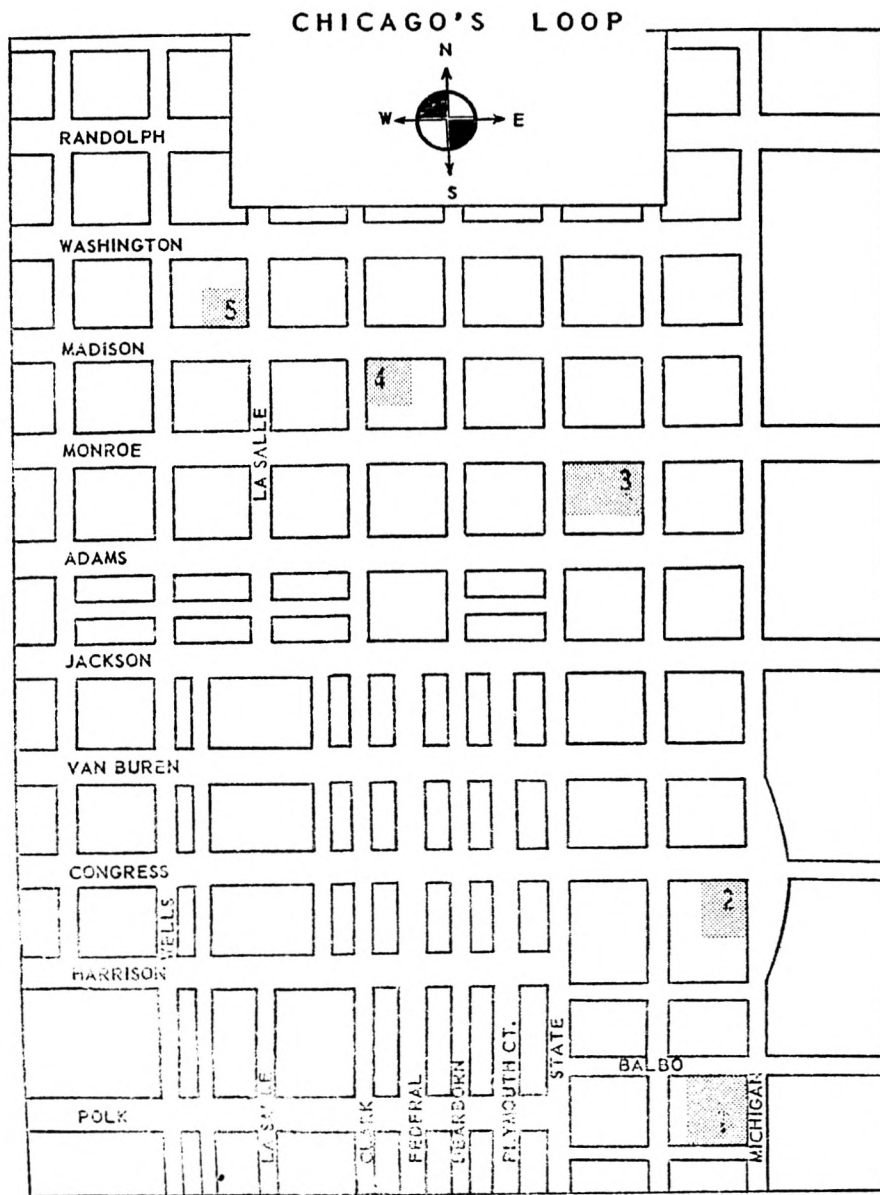 CHICAGO'S LOOP
N
W E
S
RANDOLPH
WASHINGTON
5
MADISON
4
LA SALLE
MONROE
3
ADAMS
JACKSON
VAN BUREN
CONGRESS
2
WELLS
HARRISON
STATE
BALBO
MICHIGAN
POLK
LA SALLE
CLARK
FEDERAL
DEARBORN
PLYMOUTH CT.